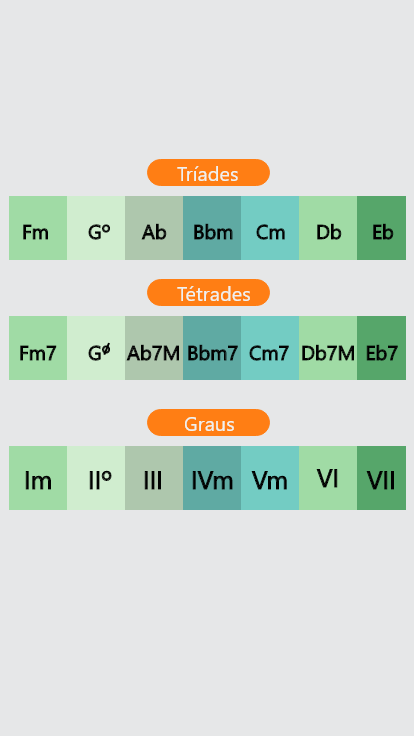 Tríades
Fm Gº Ab Bbm Cm Db Eb
Tétrades
Fm7 Gø Ab7M Bbm7 Cm7 Db7M Eb7
Graus
Im IIº III IVm Vm VI VII